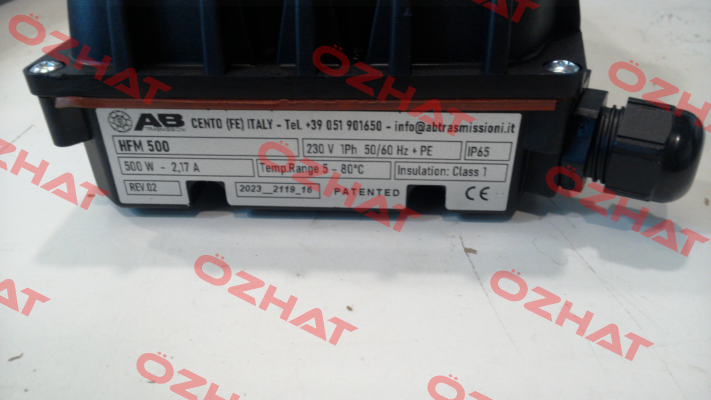 AB CENTO (FE) ITALY - Tel. +39 051 901650 - info@abtrasmissioni.it
TRASMISSIONI
HFM 500 230 V 1Ph 50/60 Hz + PE IP65
500 W - 2,17 A Temp.Range 5 - 80°C Insulation: Class 1
REV.02 2023__2119_16 PATENTED CE
ÖZHAT
ÖZHAT
ÖZHAT
ÖZHAT
ÖZHAT
ÖZHAT
ÖZHAT
ÖZHAT
ÖZHAT
ÖZHAT